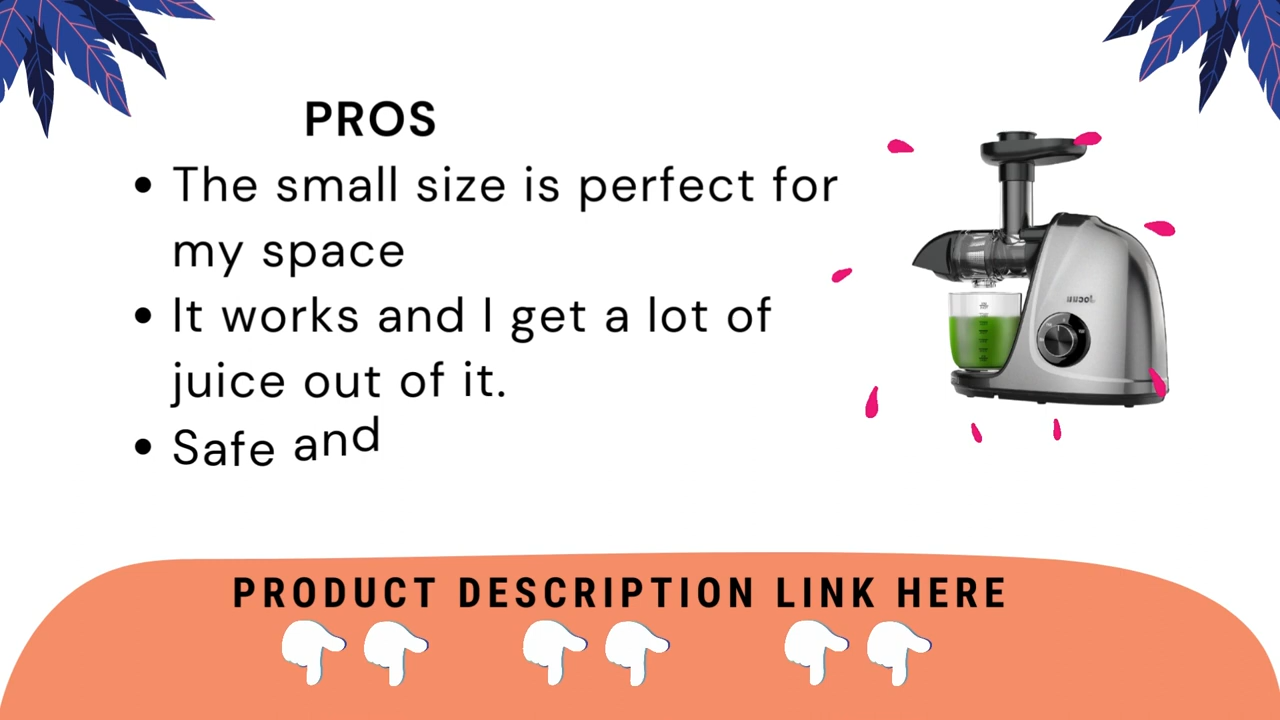 PROS
• The small size is perfect for
my space
• It works and I get a lot of
juice out of it.
• Safe and
PRODUCT DESCRIPTION LINK HERE